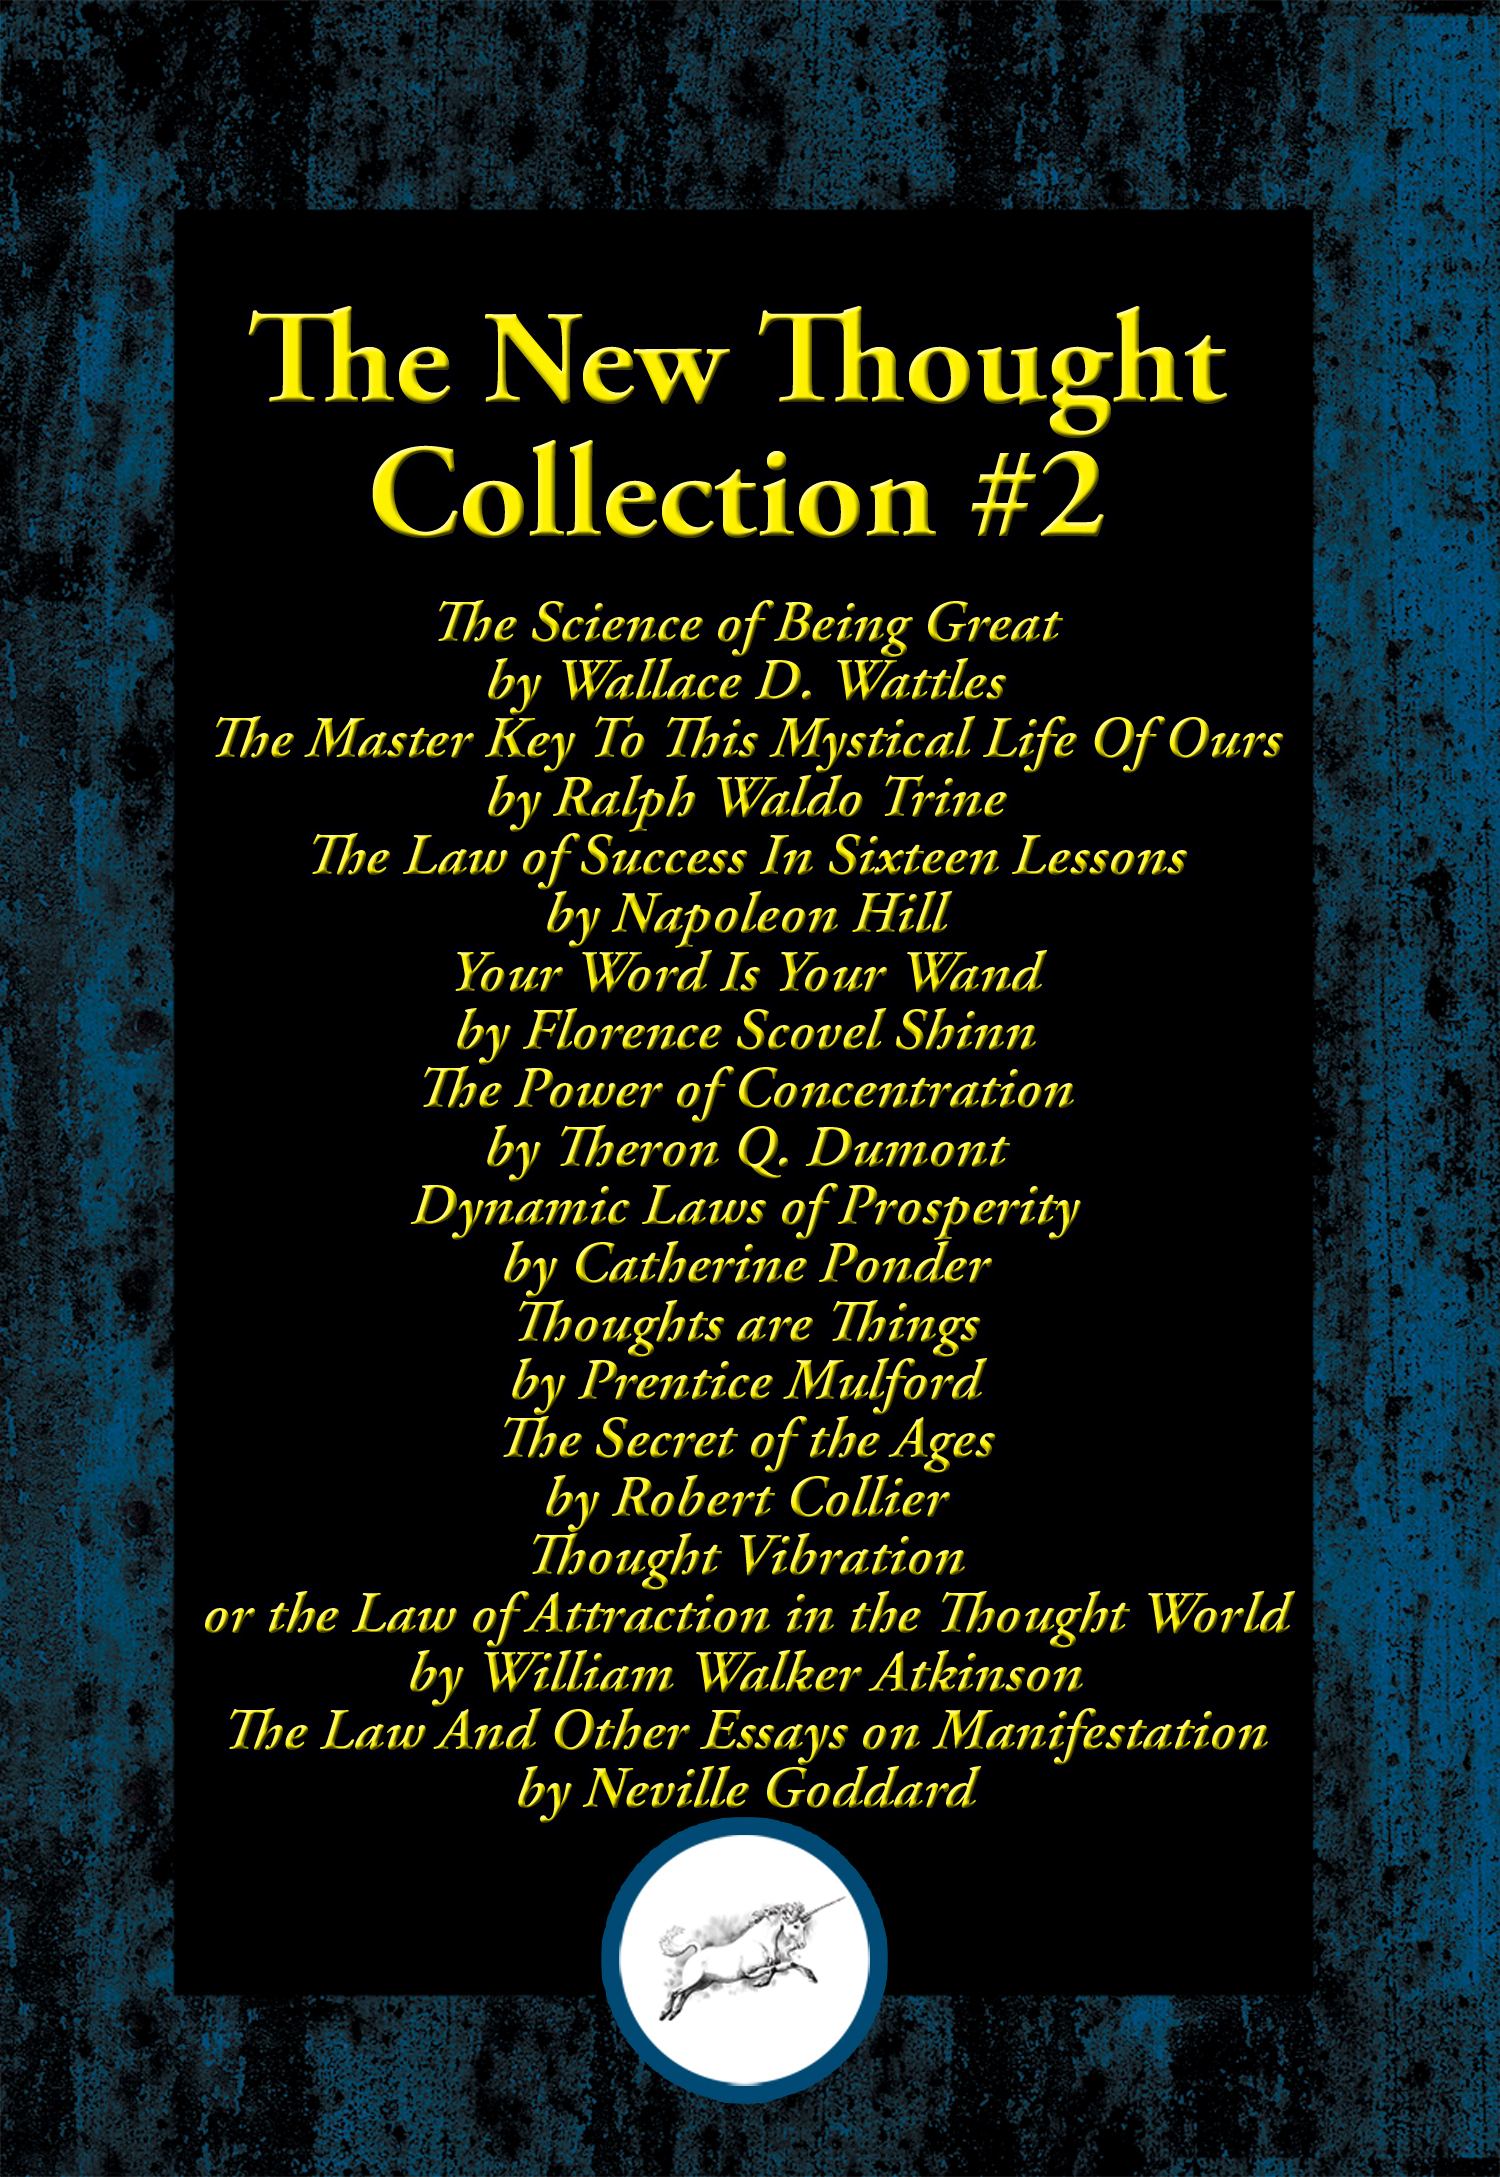 The New Thought
Collection #2
The Science of Being Great
by Wallace D. Wattles
The Master Key To This Mystical Life Of Ours
by Ralph Waldo Trine
The Law of Success In Sixteen Lessons
by Napoleon Hill
Your Word Is Your Wand
by Florence Scovel Shinn
The Power of Concentration
by Theron Q. Dumont
Dynamic Laws of Prosperity
by Catherine Ponder
Thoughts are Things
by Prentice Mulford
The Secret of the Ages
by Robert Collier
Thought Vibration
or the Law of Attraction in the Thought World
by William Walker Atkinson
The Law And Other Essays on Manifestation
by Neville Goddard